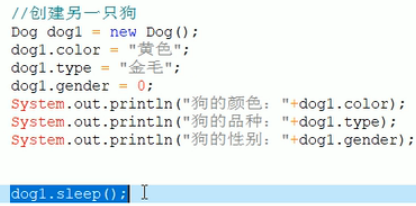 //创建另一只狗
Dog dog1 = new Dog();
dog1.color = "黄色";
dog1.type = "金毛";
dog1.gender = 0;
System.out.println("狗的颜色: "+dog1.color);
System.out.println("狗的品种: "+dog1.type);
System.out.println("狗的性别: "+dog1.gender);
dog1.sleep();